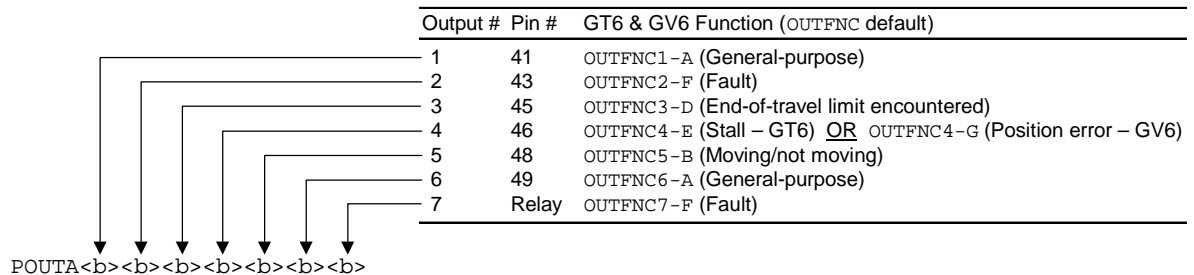 Output # Pin # GT6 & GV6 Function (OUTFNC default)
1 41 OUTFNC1-A (General-purpose)
2 43 OUTFNC2-F (Fault)
3 45 OUTFNC3-D (End-of-travel limit encountered)
4 46 OUTFNC4-E (Stall – GT6) OR OUTFNC4-G (Position error – GV6)
5 48 OUTFNC5-B (Moving/not moving)
6 49 OUTFNC6-A (General-purpose)
7 Relay OUTFNC7-F (Fault)
POUTA<b><b><b><b><b><b><b>